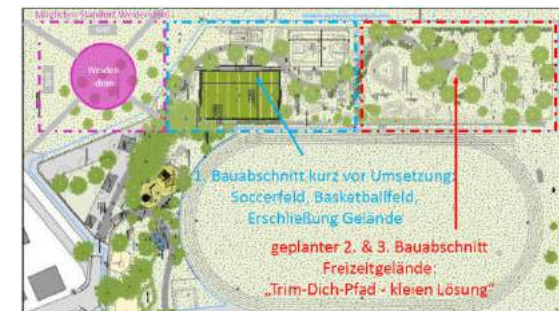 Möglicher Standort Weidendom
Weiden
-dom
1. Bauabschnitt kurz vor Umsetzung:
Soccerfeld, Basketballfeld,
Erschließung Gelände
geplanter 2. & 3. Bauabschnitt
Freizeitgelände:
„Trim-Dich-Pfad - kleien Lösung"